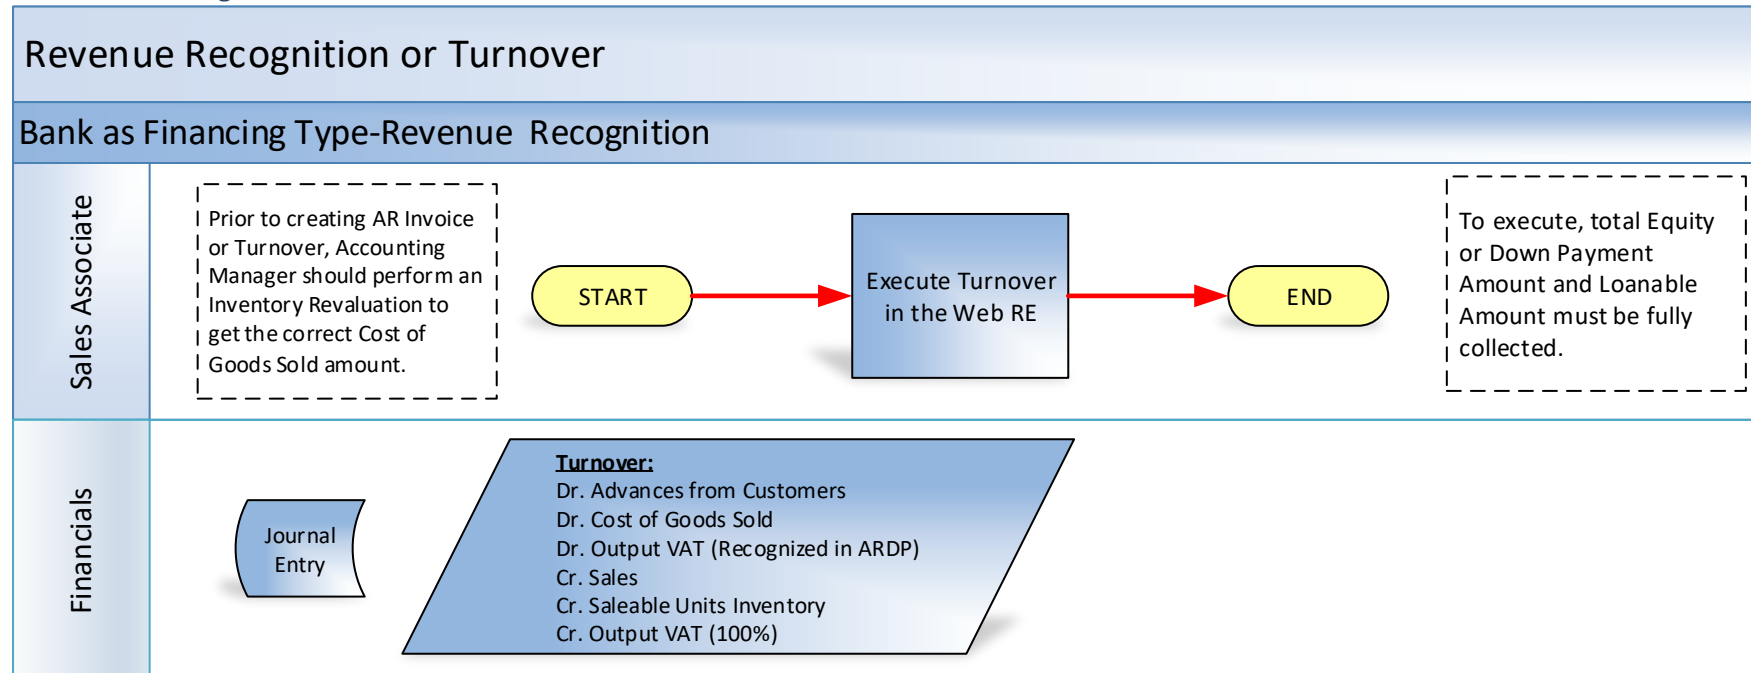 Revenue Recognition or Turnover
Bank as Financing Type-Revenue Recognition
Sales Associate
Prior to creating AR Invoice
or Turnover, Accounting
Manager should perform an
Inventory Revaluation to
get the correct Cost of
Goods Sold amount.
START
Execute Turnover
in the Web RE
END
To execute, total Equity
or Down Payment
Amount and Loanable
Amount must be fully
collected.
Financials
Journal
Entry
Turnover:
Dr. Advances from Customers
Dr. Cost of Goods Sold
Dr. Output VAT (Recognized in ARDP)
Cr. Sales
Cr. Saleable Units Inventory
Cr. Output VAT (100%)